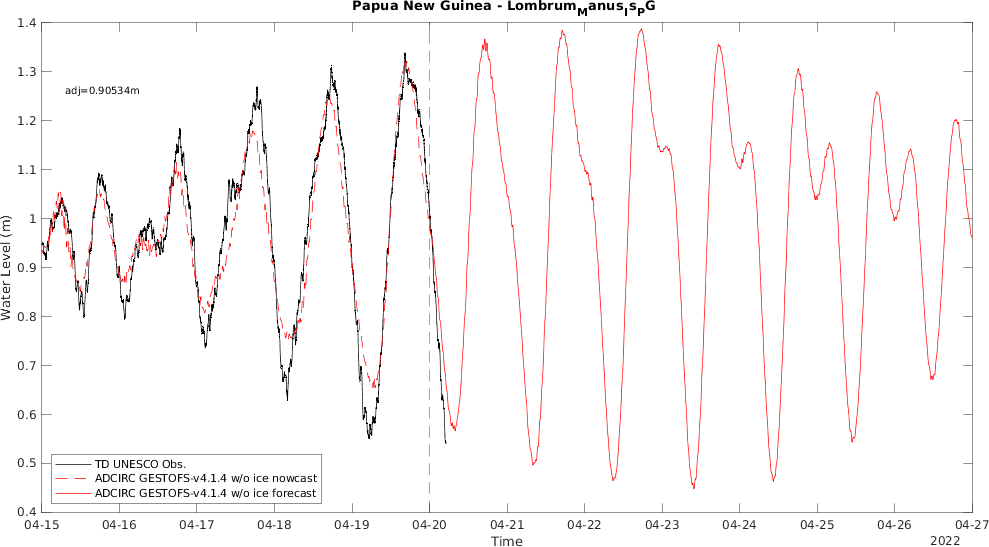 Papua New Guinea - Lombrum_Manus_Is_PG
adj=0.90534m
1.4
1.3
1.2
1.1
1
0.9
0.8
0.7
0.6
0.5
0.4
Water Level (m)
TD UNESCO Obs.
ADCIRC GESTOFS-v4.1.4 w/o ice nowcast
ADCIRC GESTOFS-v4.1.4 w/o ice forecast
04-15 04-16 04-17 04-18 04-19 04-20 04-21 04-22 04-23 04-24 04-25 04-26 04-27
Time
2022